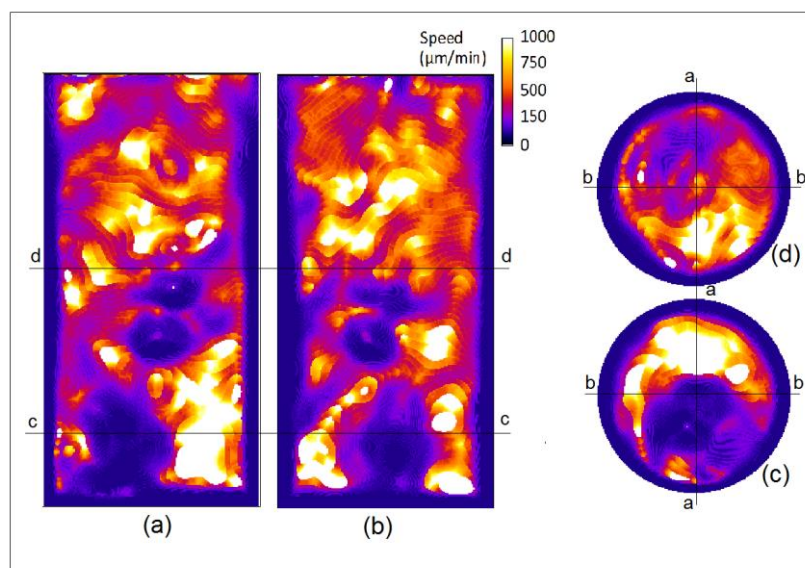 Speed
(µm/min)
1000
750
500
150
0
a
b b
(d)
d d
a
b b
c c
(c)
a
(a) (b)